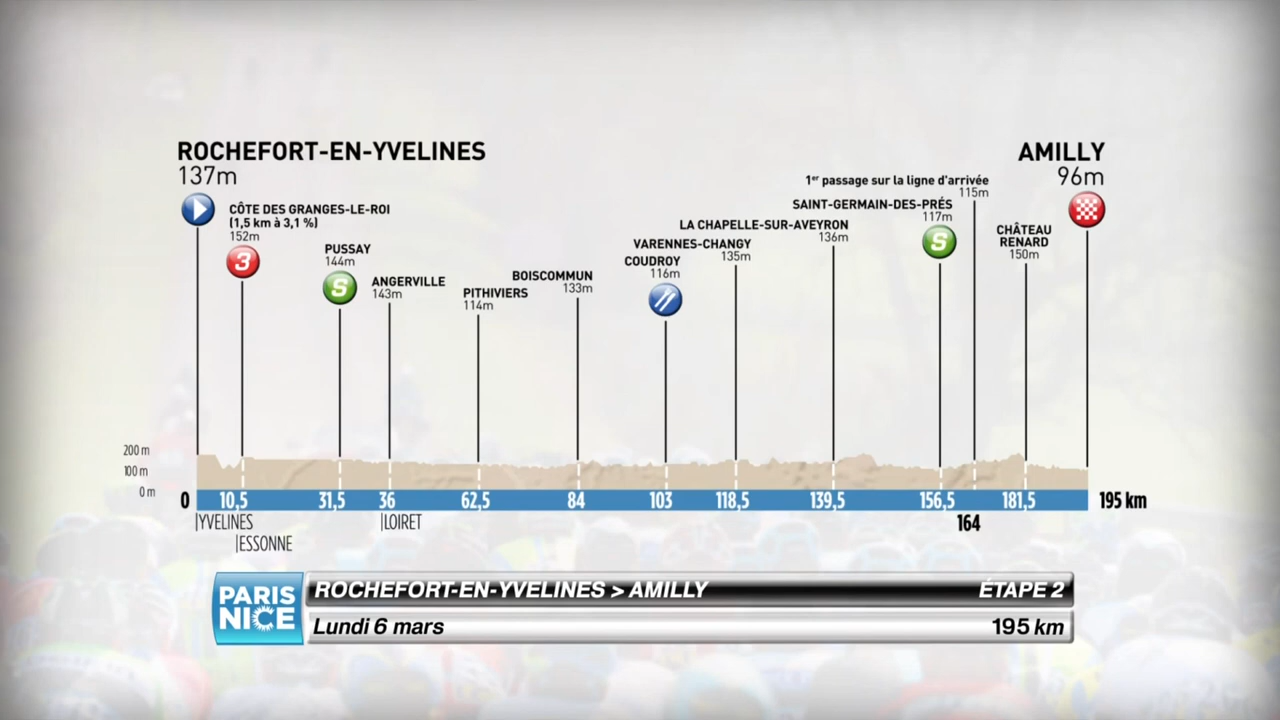 ROCHEFORT-EN-YVELINES
137m
AMILLY
96m
1er passage sur la ligne d'arrivée
115m
CÔTE DES GRANGES-LE-ROI
(1,5 km à 3,1 %)
152m
3
SAINT-GERMAIN-DES-PRÉS
117m
S
LA CHAPELLE-SUR-AVEYRON
136m
CHÂTEAU
RENARD
150m
PUSSAY
144m
S
VARENNES-CHANGY
135m
COUDROY
116m
ANGERVILLE
143m
PITHIVIERS
114m
BOISCOMMUN
133m
200 m
100 m
0 m
0 10,5 31,5 36 62,5 84 103 118,5 139,5 156,5 181,5 195 km
164
|YVELINES
|LOIRET
|ESSONNE
PARIS
NICE
ROCHEFORT-EN-YVELINES > AMILLY ÉTAPE 2
Lundi 6 mars 195 km